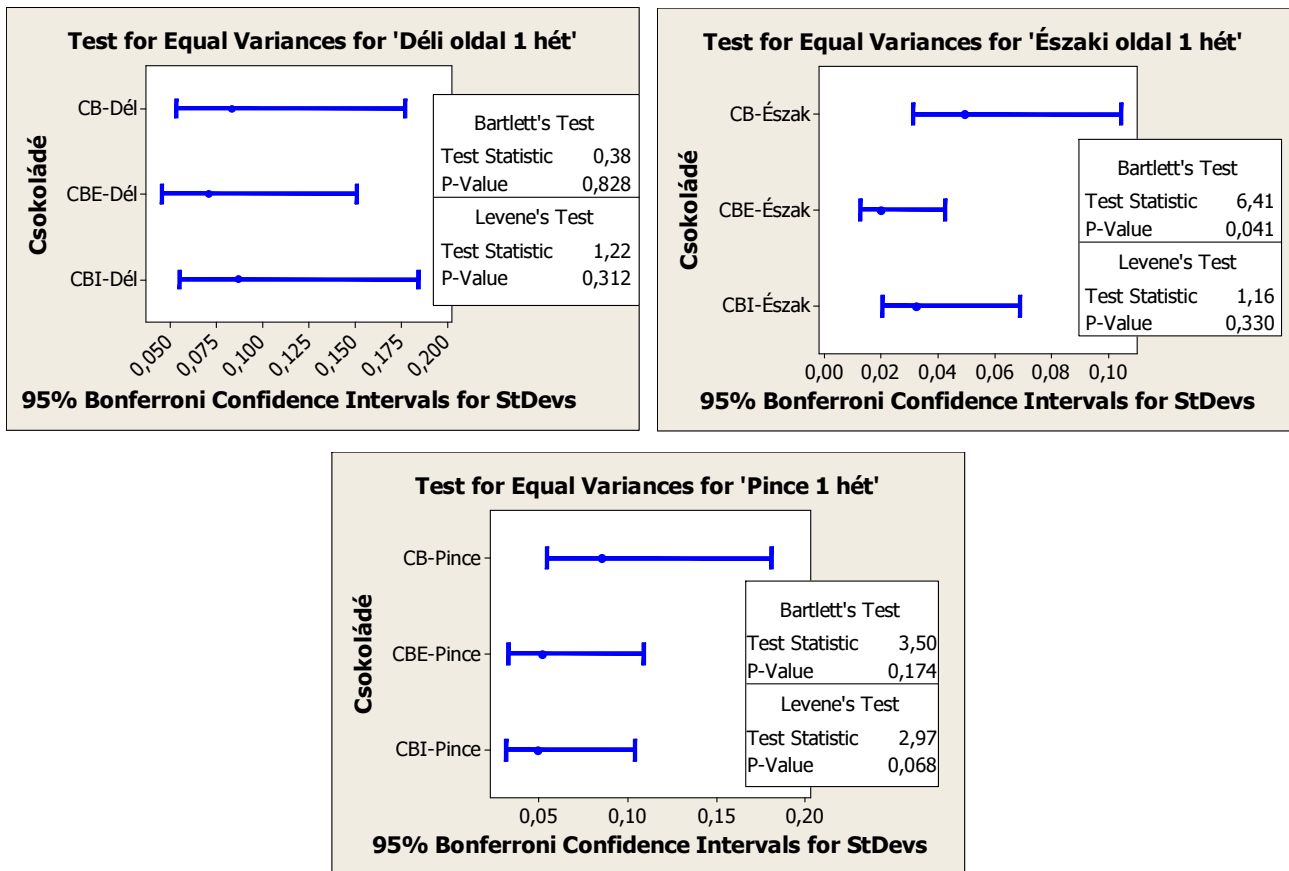 Test for Equal Variances for 'Déli oldal 1 hét'
Csokoládé
CB-Dél
CBE-Dél
CBI-Dél
Bartlett's Test
Test Statistic 0,38
P-Value 0,828
Levene's Test
Test Statistic 1,22
P-Value 0,312
0,050 0,075 0,100 0,125 0,150 0,175 0,200
95% Bonferroni Confidence Intervals for StDevs
Test for Equal Variances for 'Északi oldal 1 hét'
Csokoládé
CB-Észak
CBE-Észak
CBI-Észak
Bartlett's Test
Test Statistic 6,41
P-Value 0,041
Levene's Test
Test Statistic 1,16
P-Value 0,330
0,00 0,02 0,04 0,06 0,08 0,10
95% Bonferroni Confidence Intervals for StDevs
Test for Equal Variances for 'Pince 1 hét'
Csokoládé
CB-Pince
CBE-Pince
CBI-Pince
Bartlett's Test
Test Statistic 3,50
P-Value 0,174
Levene's Test
Test Statistic 2,97
P-Value 0,068
0,05 0,10 0,15 0,20
95% Bonferroni Confidence Intervals for StDevs